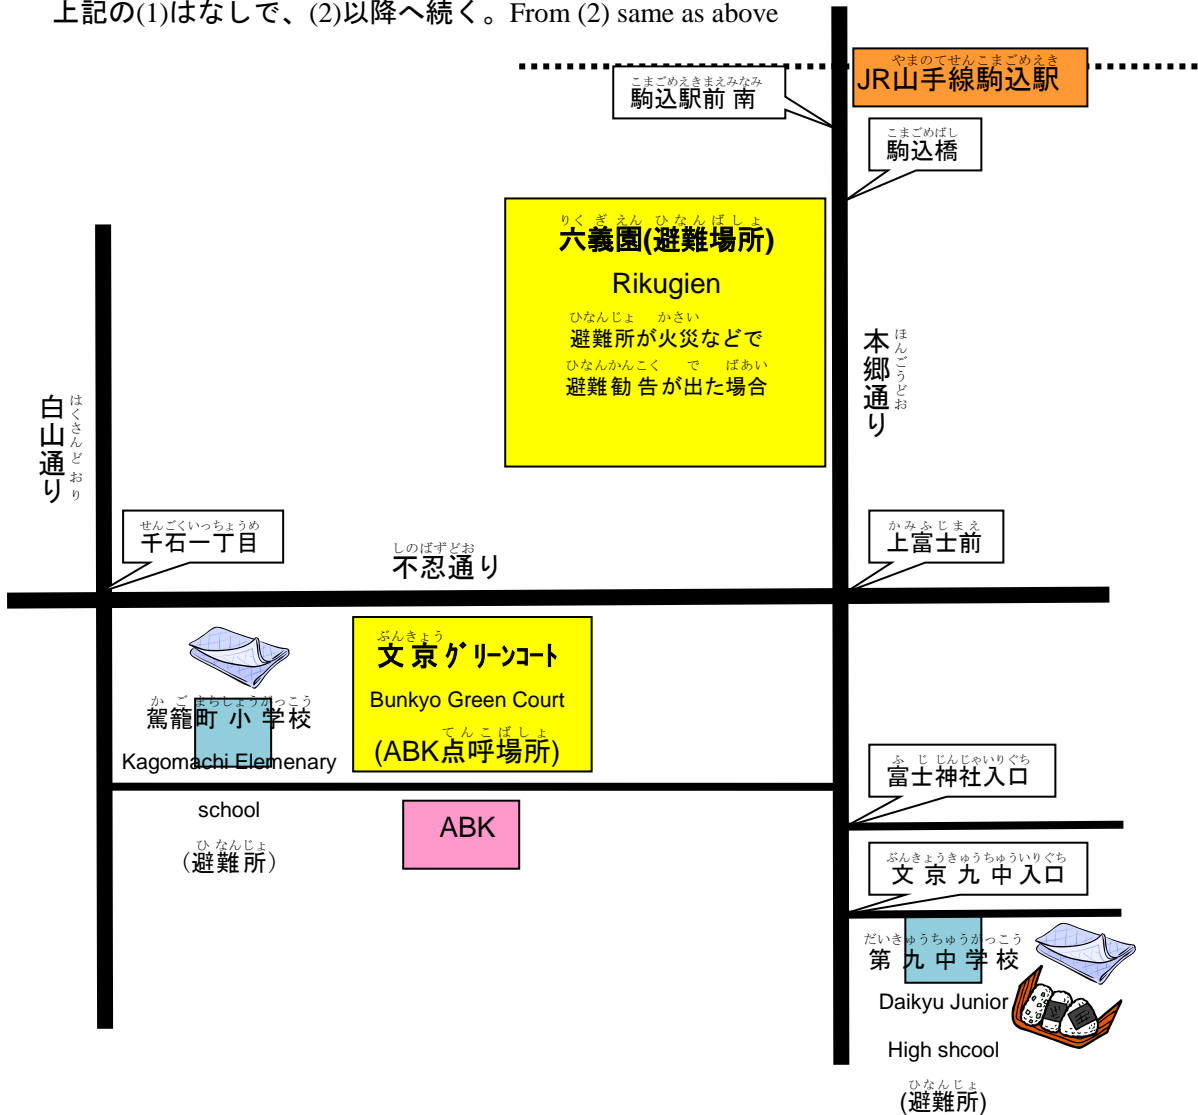 上記の(1)はなしで、(2)以降へ続く。From (2) same as above
やまのてせんこまごめえき
JR山手線駒込駅
こまごめえきまえみなみ
駒込駅前 南
こまごめばし
駒込橋
りく ぎ えん ひなんばしょ
六義園(避難場所)
Rikugien
ひなんじょ かさい
避難所が火災などで
ひなんかんこく で ばあい
避難勧告が出た場合
本郷通り
ほんごうどお
白山通り
はくさんどおり
せんごくいっちょうめ
千石一丁目
しのばずどお
不忍通り
かみふじまえ
上富士前
ぶんきょう
文京グリーンコート
Bunkyo Green Court
てんこばしょ
(ABK点呼場所)
か ご まちしょうがっこう
駕籠町小学校
Kagomachi Elemenary
school
ひ なんじょ
(避難所)
ABK
ふ じ じんじゃいりぐち
富士神社入口
ぶんきょうきゅうちゅういりぐち
文京九中入口
だいきゅうちゅうがっこう
第九中学校
Daikyu Junior
High shcool
ひなんじょ
(避難所)